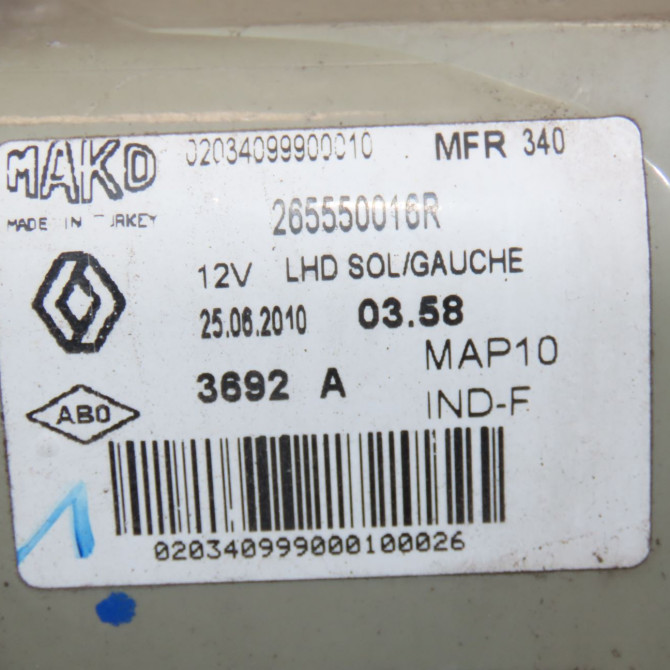 MAKO 02034099900010 MFR 340
MADE IN TURKEY 265550016R
12V LHD SOL/GAUCHE
25.06.2010 03.58
3692 A MAP10
ABO IND-F
020340999000100026